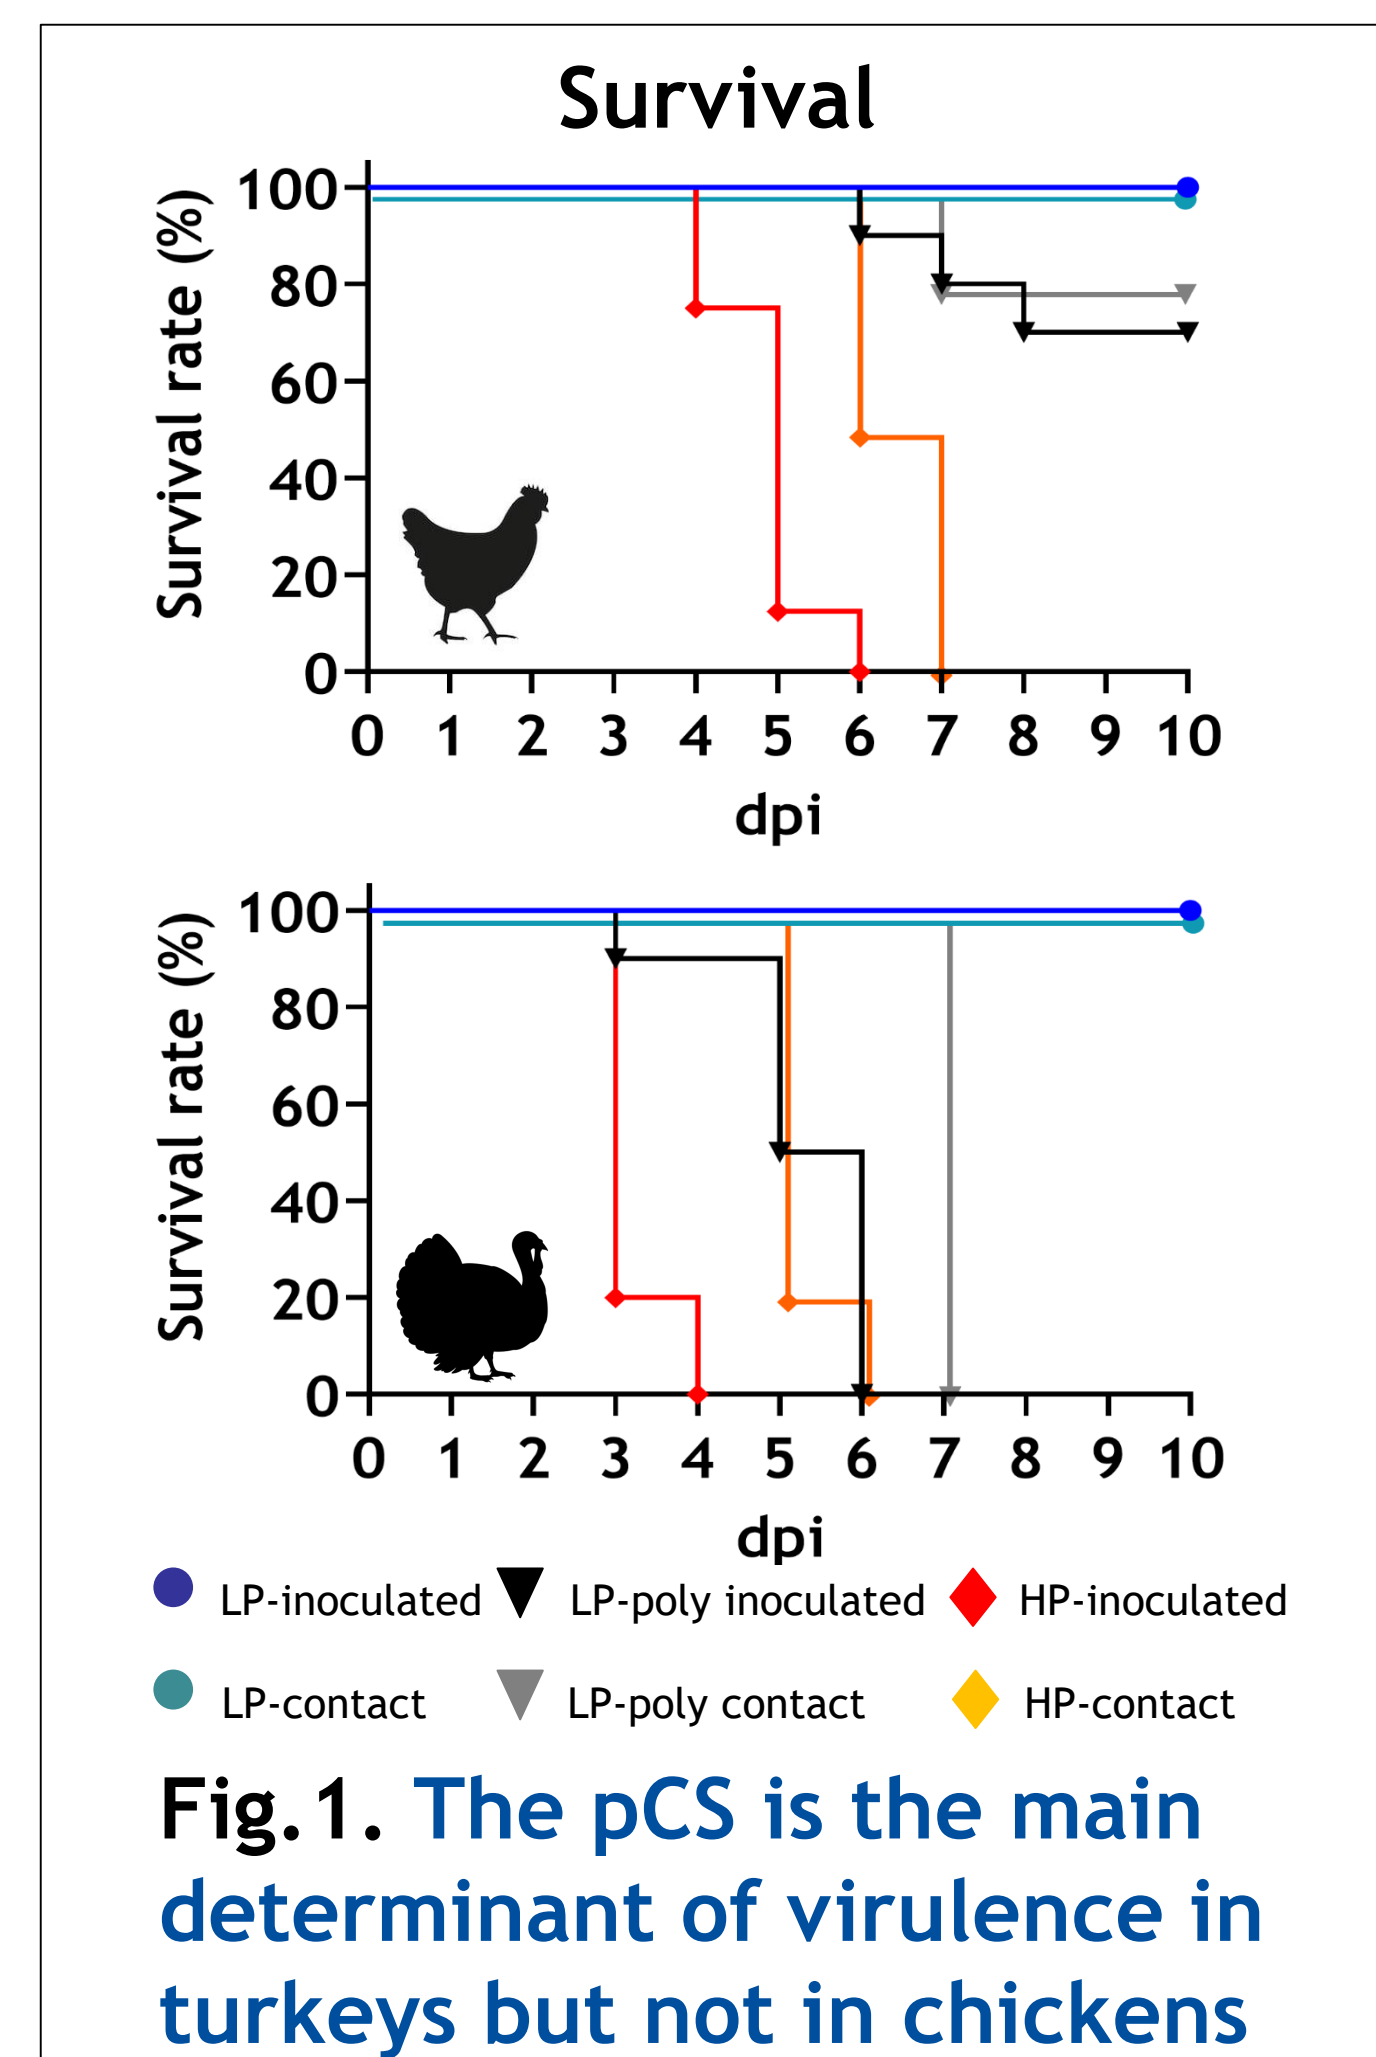 Survival
Survival rate (%)
100
80
60
40
20
0
0 1 2 3 4 5 6 7 8 9 10
dpi
Survival rate (%)
100
80
60
40
20
0
0 1 2 3 4 5 6 7 8 9 10
dpi
LP-inoculated LP-poly inoculated HP-inoculated
LP-contact LP-poly contact HP-contact
Fig.1. The pCS is the main
determinant of virulence in
turkeys but not in chickens